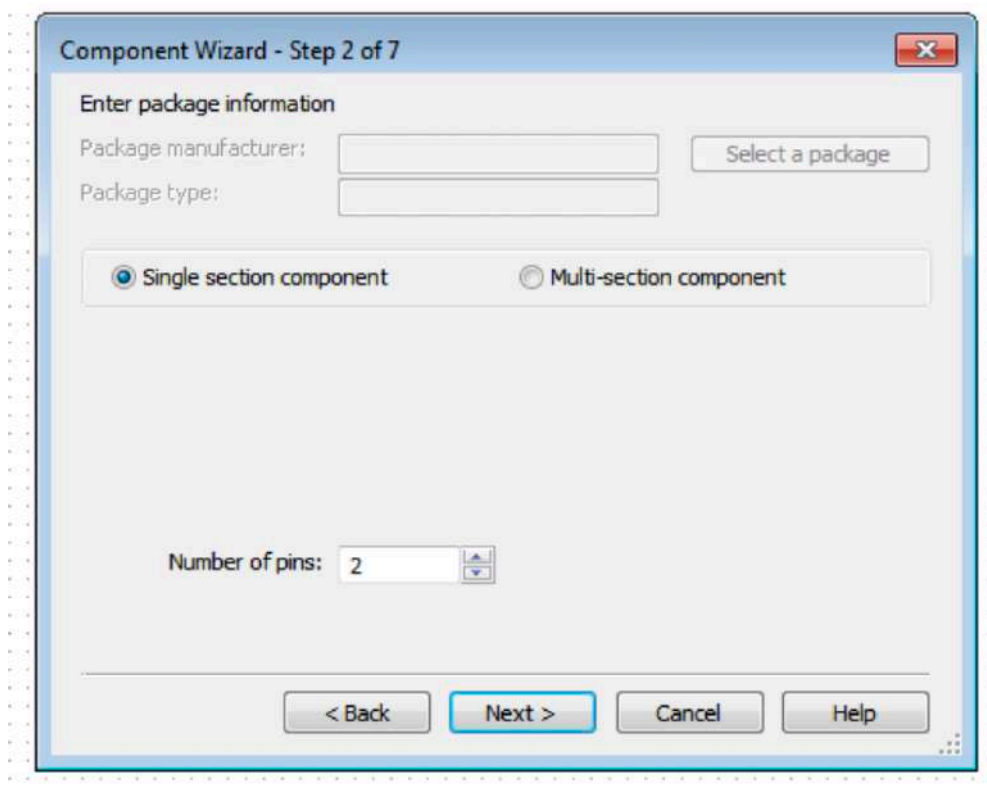 Component Wizard - Step 2 of 7
Enter package information
Package manufacturer:
Select a package
Package type:
Single section component
Multi-section component
Number of pins: 2
< Back
Next >
Cancel
Help